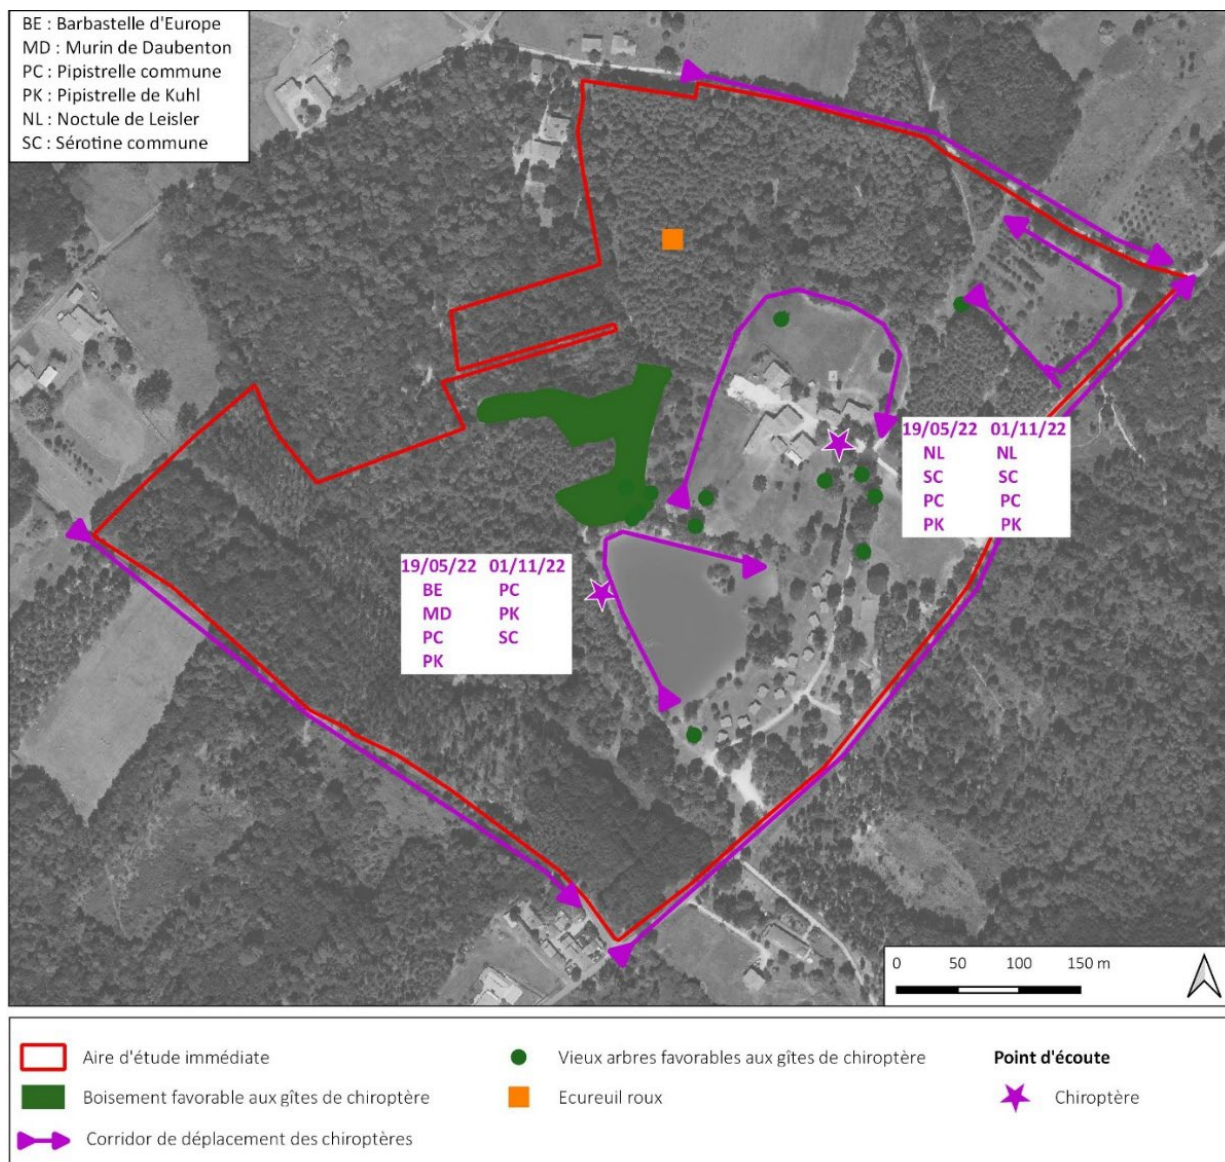 BE : Barbastelle d'Europe
MD : Murin de Daubenton
PC : Pipistrelle commune
PK : Pipistrelle de Kuhl
NL : Noctule de Leisler
SC : Sérotine commune
19/05/22 01/11/22
NL NL
SC SC
PC PC
PK PK
19/05/22 01/11/22
BE PC
MD PK
PC SC
PK
0 50 100 150 m
Aire d'étude immédiate
Boisement favorable aux gîtes de chiroptère
Corridor de déplacement des chiroptères
Vieux arbres favorables aux gîtes de chiroptère
Ecureuil roux
Point d'écoute
Chiroptère